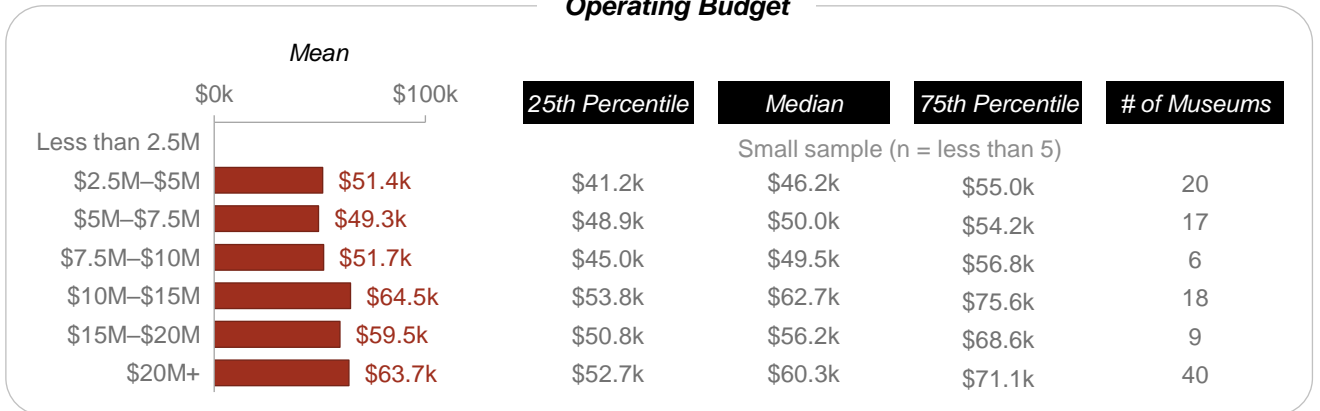 Operating Budget
Mean
$0k $100k 25th Percentile Median 75th Percentile # of Museums
Less than 2.5M Small sample (n = less than 5)
$2.5M–$5M $51.4k $41.2k $46.2k $55.0k 20
$5M–$7.5M $49.3k $48.9k $50.0k $54.2k 17
$7.5M–$10M $51.7k $45.0k $49.5k $56.8k 6
$10M–$15M $64.5k $53.8k $62.7k $75.6k 18
$15M–$20M $59.5k $50.8k $56.2k $68.6k 9
$20M+ $63.7k $52.7k $60.3k $71.1k 40